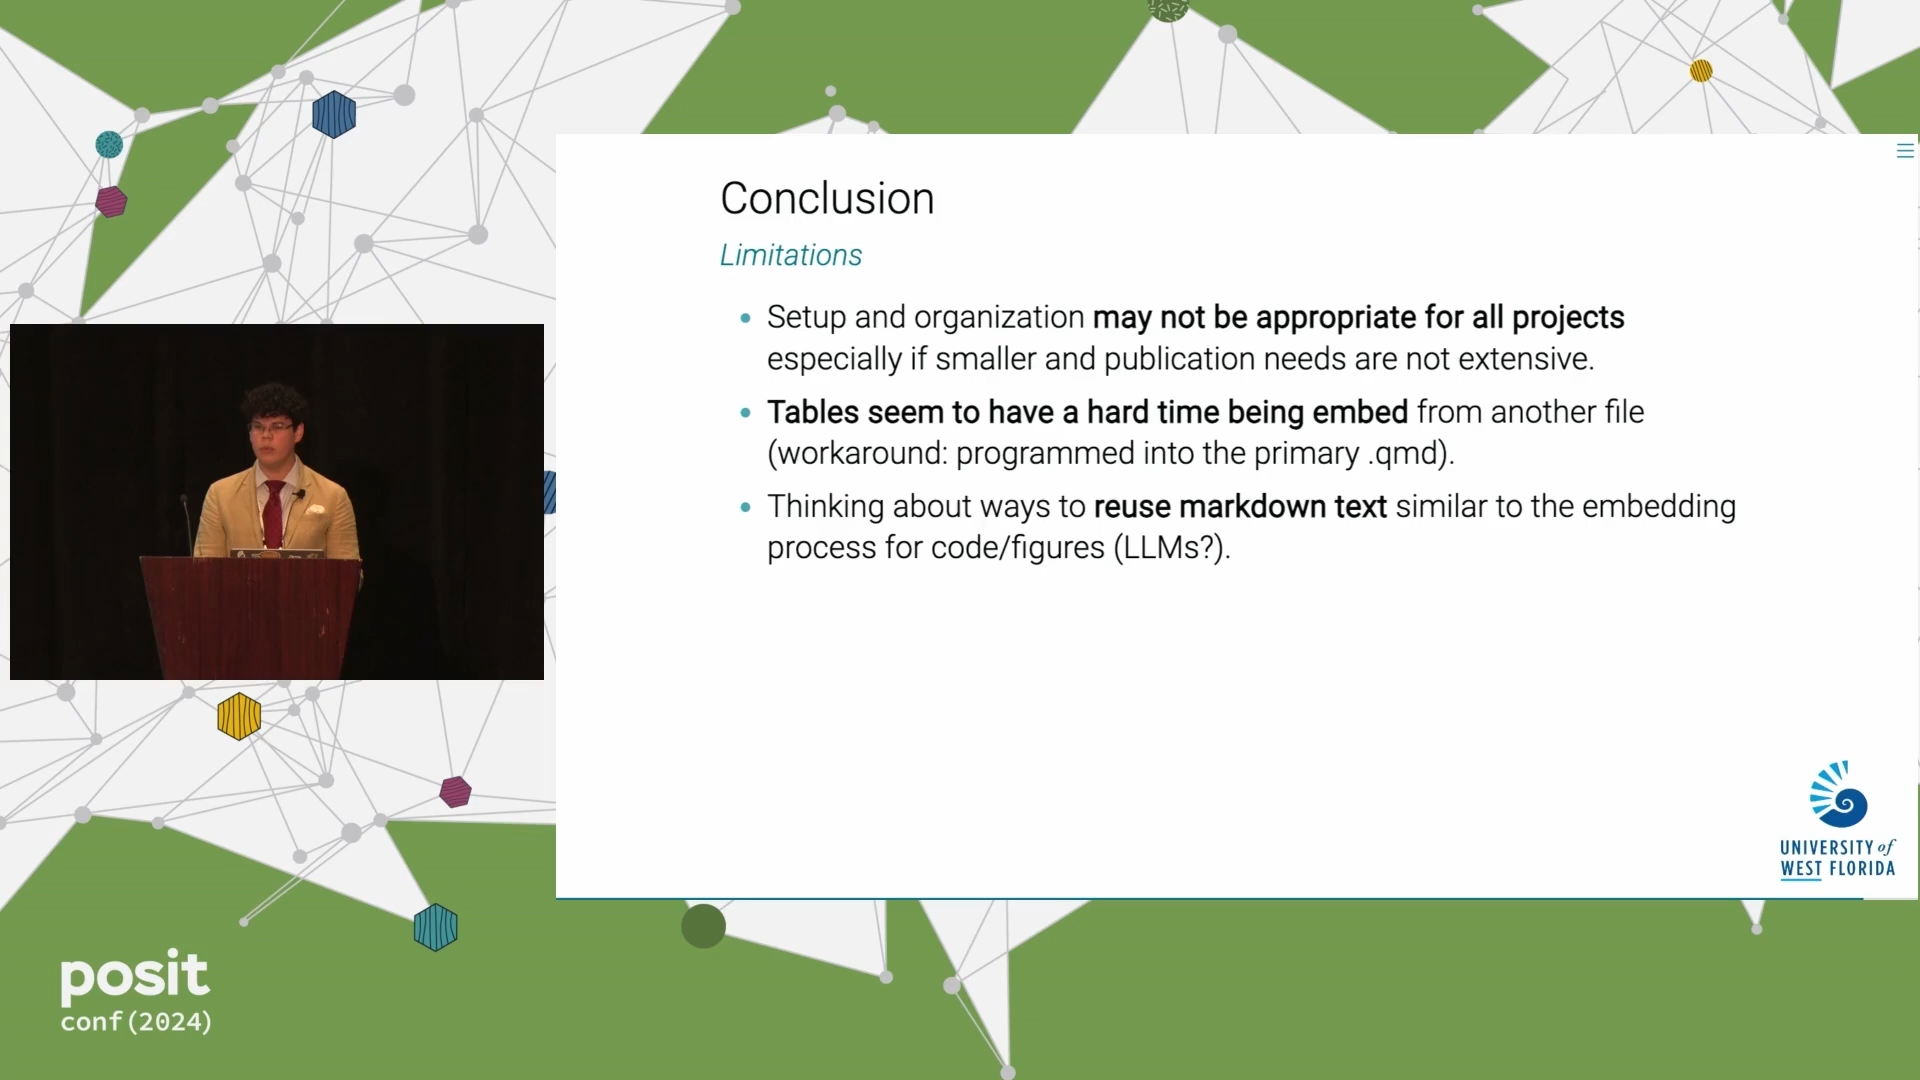 Conclusion
Limitations
Setup and organization may not be appropriate for all projects
especially if smaller and publication needs are not extensive.
Tables seem to have a hard time being embed from another file
(workaround: programmed into the primary .qmd).
Thinking about ways to reuse markdown text similar to the embedding
process for code/figures (LLMs?).
UNIVERSITY of
WEST FLORIDA
posit
conf(2024)